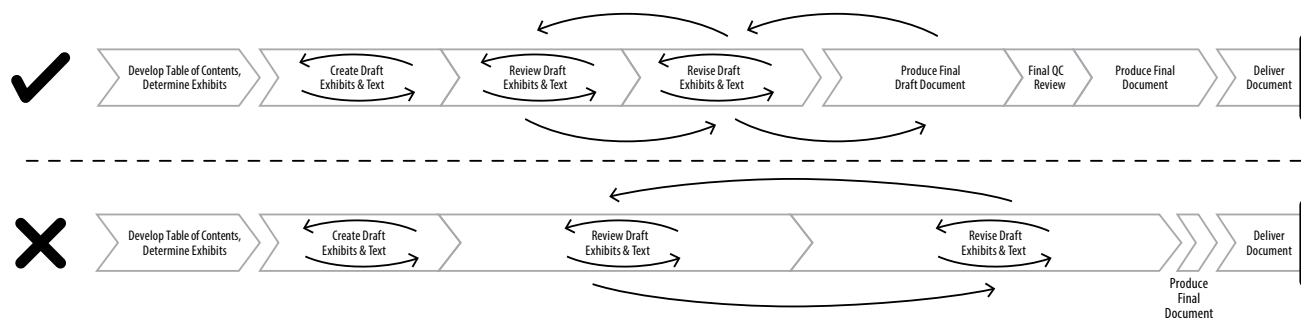 Develop Table of Contents,
Determine Exhibits
Create Draft
Exhibits & Text
Review Draft
Exhibits & Text
Revise Draft
Exhibits & Text
Produce Final
Draft Document
Final QC
Review
Produce Final
Document
Deliver
Document
Develop Table of Contents,
Determine Exhibits
Create Draft
Exhibits & Text
Review Draft
Exhibits & Text
Revise Draft
Exhibits & Text
Produce
Final
Document
Deliver
Document